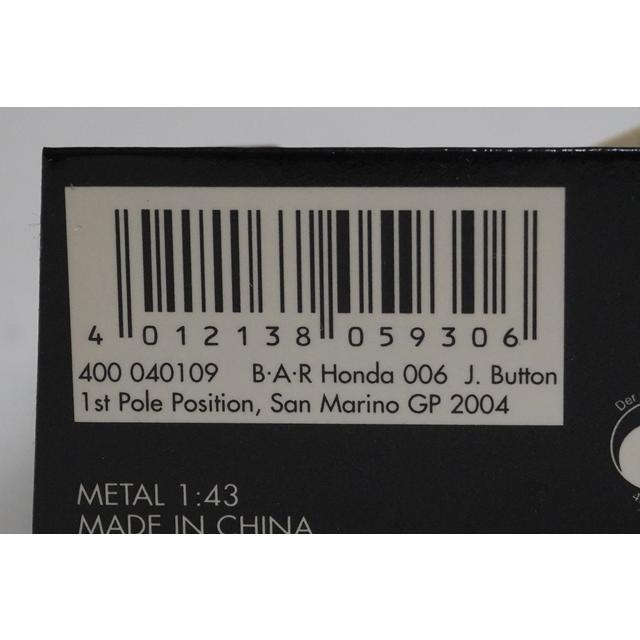 4 012138 059306
400 040109 B·A·R Honda 006 J. Button
1st Pole Position, San Marino GP 2004
METAL 1:43
MADE IN CHINA
Der